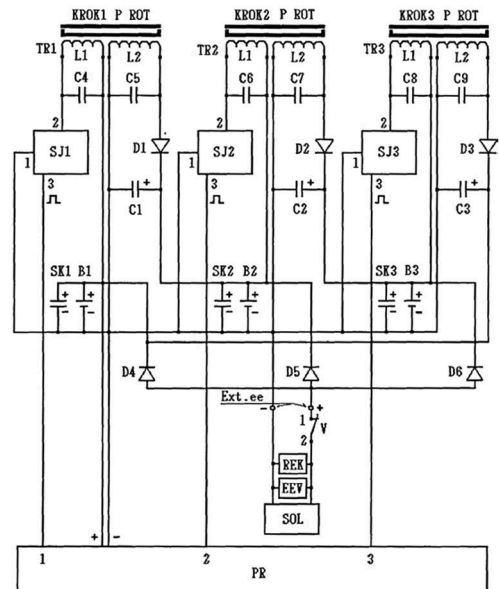 KROK1 P ROT KROK2 P ROT KROK3 P ROT
TR1 L1 L2 TR2 L1 L2 TR3 L1 L2
C4 C5 C6 C7 C8 C9
2 2 2
1 SJ1 D1 1 SJ2 D2 1 SJ3 D3
3 + 3 + 3 +
C1 C2 C3
SK1 B1 SK2 B2 SK3 B3
+ + + + + +
- - - - - -
D4 D5 D6
Ext.ee
- +
1 V
2
REK
EEV
SOL
+ -
1 2 3
PR